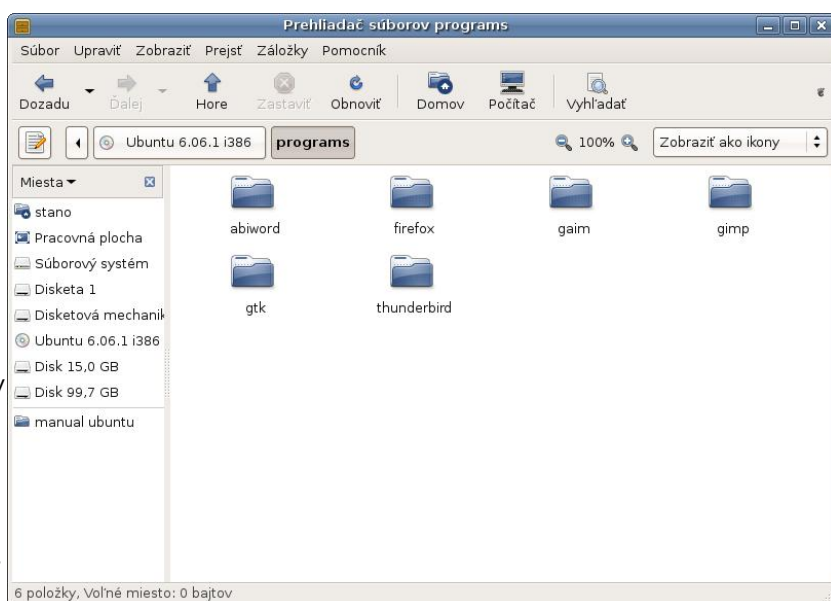 Prehliadač súborov programs
Súbor Upraviť Zobraziť Prejsť Záložky Pomocník
Dozadu Ďalej Hore Zastaviť Obnoviť Domov Počítač Vyhľadať
Ubuntu 6.06.1 i386 programs 100% Zobraziť ako ikony
Miesta
stano
Pracovná plocha
Súborový systém
Disketa 1
Disketová mechanik
Ubuntu 6.06.1 i386
Disk 15,0 GB
Disk 99,7 GB
manual ubuntu
abiword firefox gaim gimp
gtk thunderbird
6 položky, Voľné miesto: 0 bajtov